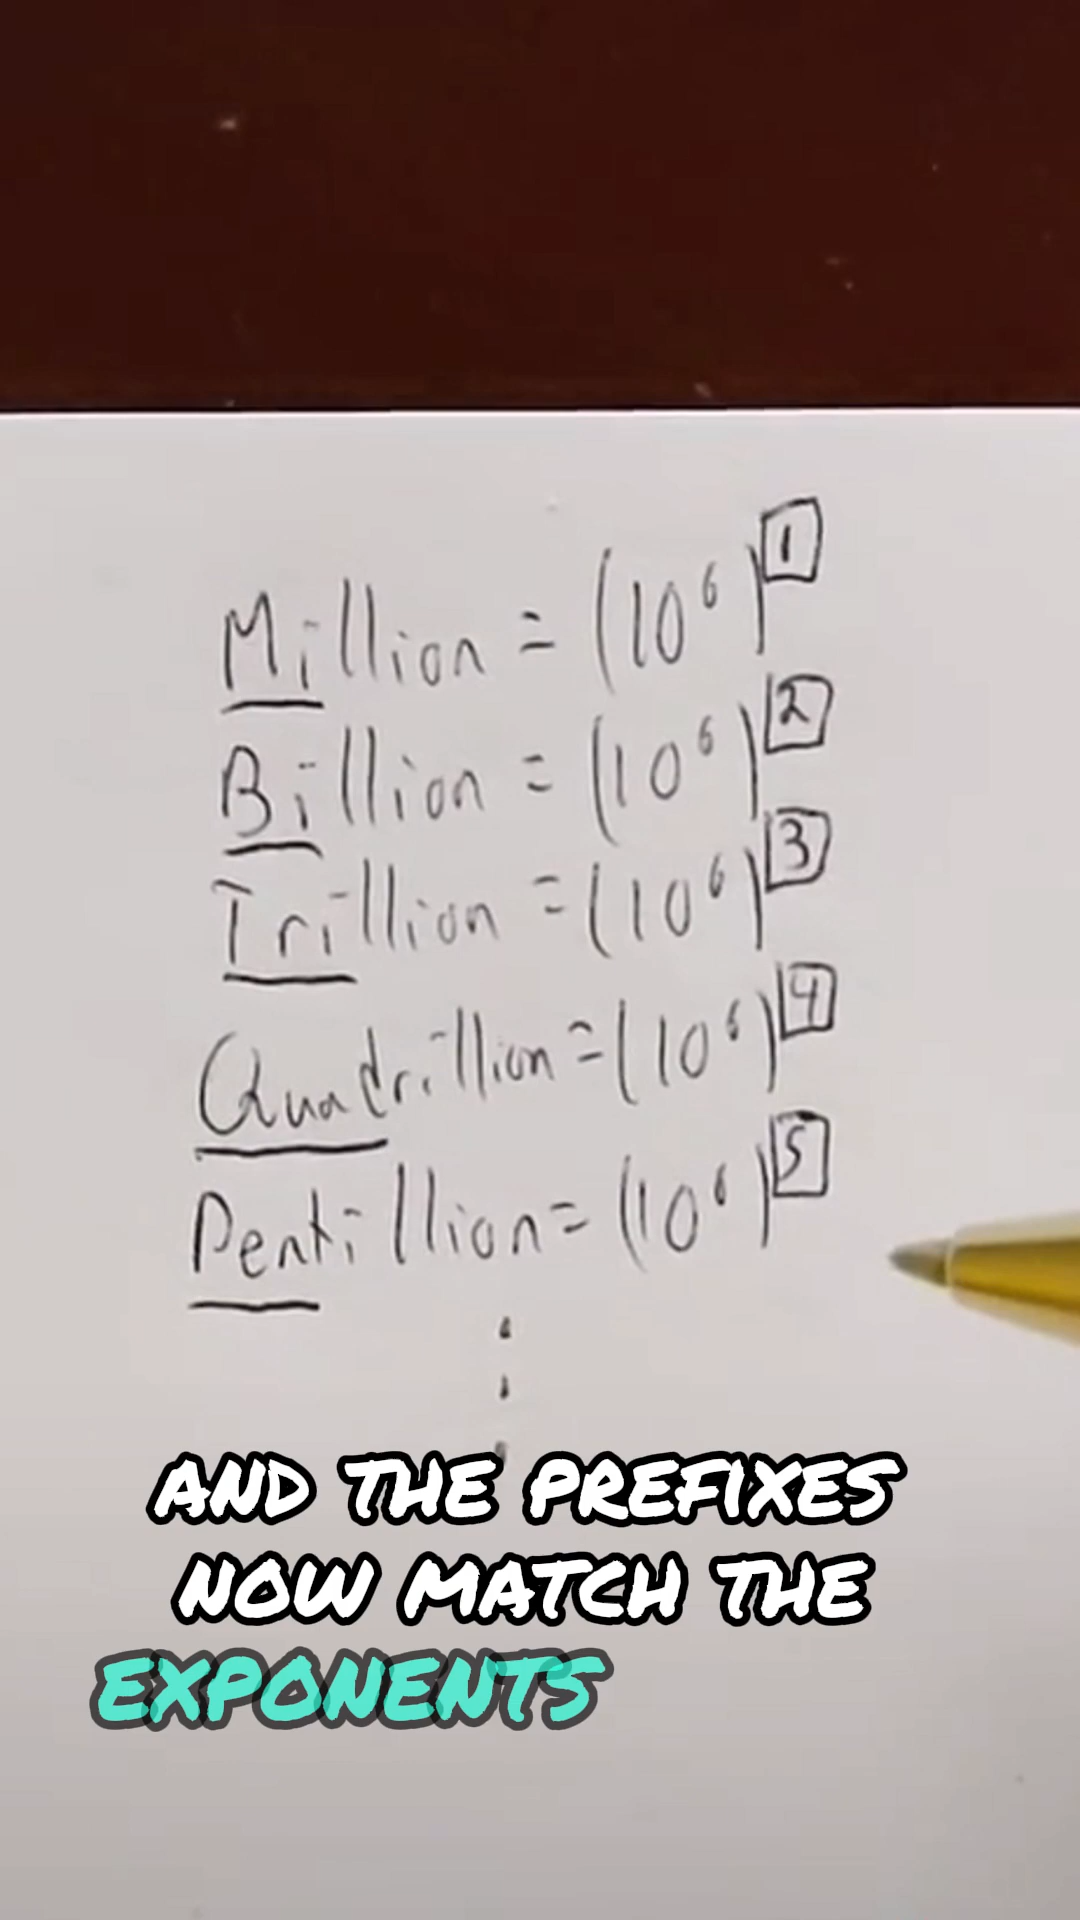 Million = (10⁶)^1
Billion = (10⁶)^2
Trillion = (10⁶)^3
Quadrillion = (10⁶)^4
Pentillion = (10⁶)^5
AND THE PREFIXES
NOW MATCH THE
EXPONENTS